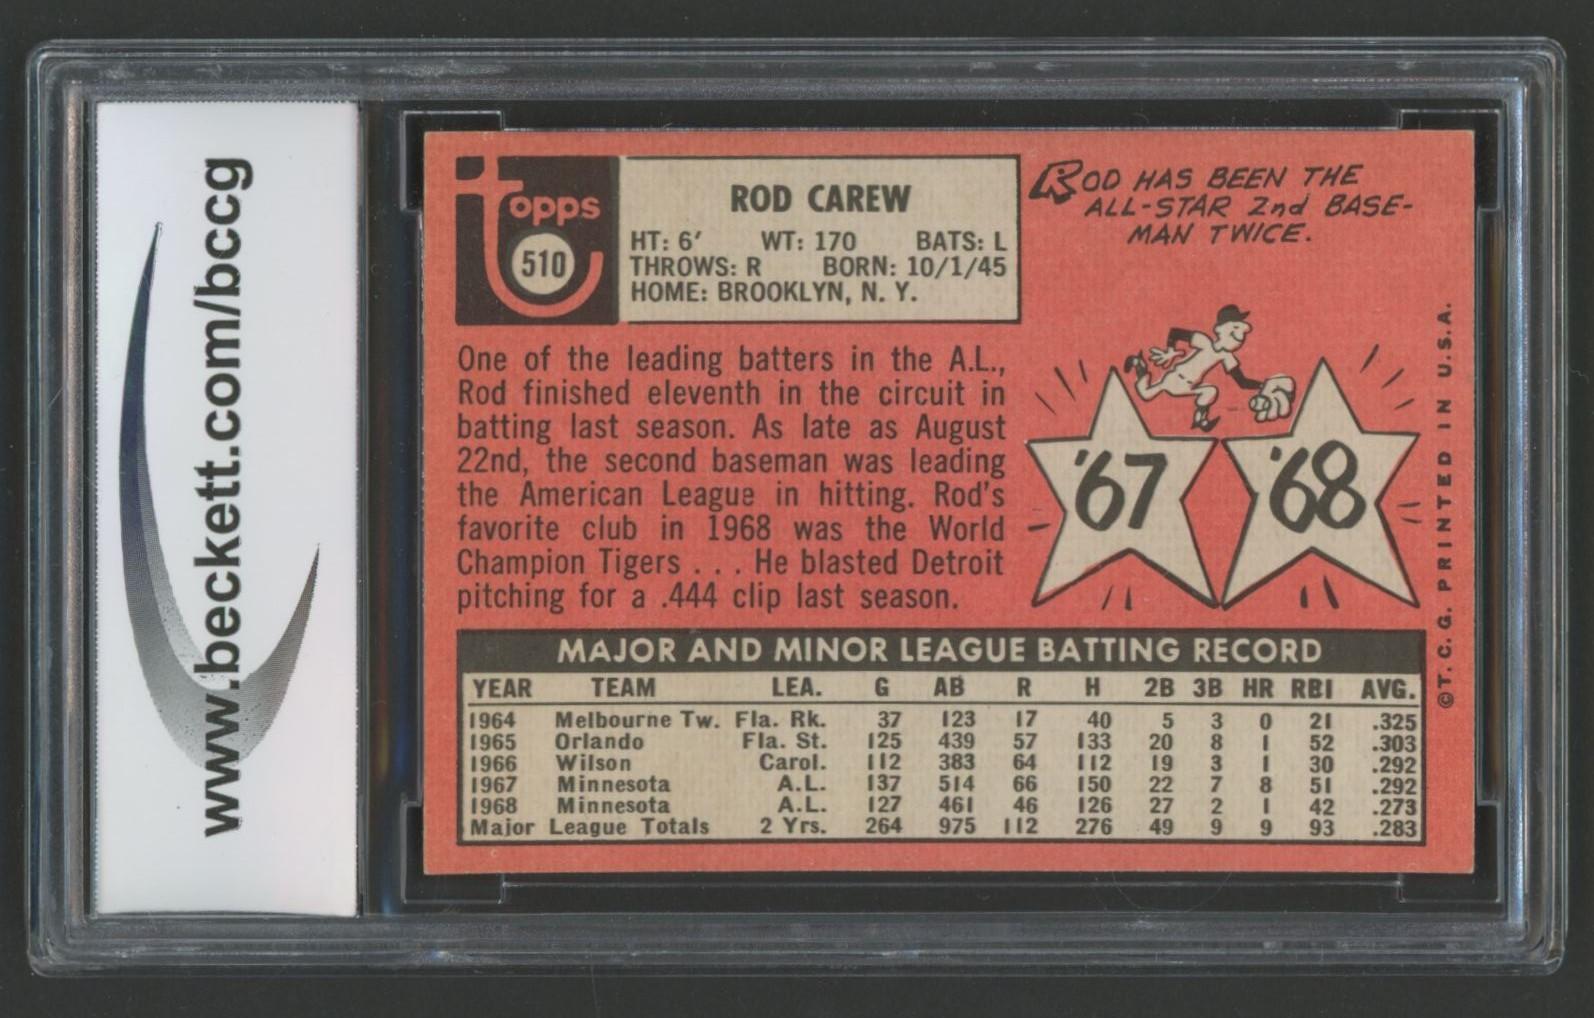 www.beckett.com/bccg
topps
510
ROD CAREW
HT: 6' WT: 170 BATS: L
THROWS: R BORN: 10/1/45
HOME: BROOKLYN, N. Y.
ROD HAS BEEN THE
ALL-STAR 2nd BASE-
MAN TWICE.
'67
'68
One of the leading batters in the A.L.,
Rod finished eleventh in the circuit in
batting last season. As late as August
22nd, the second baseman was leading
the American League in hitting. Rod's
favorite club in 1968 was the World
Champion Tigers . . . He blasted Detroit
pitching for a .444 clip last season.
MAJOR AND MINOR LEAGUE BATTING RECORD
YEAR TEAM LEA. G AB R H 2B 3B HR RBI AVG.
1964 Melbourne Tw. Fla. Rk. 37 123 17 40 5 3 0 21 .325
1965 Orlando Fla. St. 125 439 57 133 20 8 1 52 .303
1966 Wilson Carol. 112 383 64 112 19 3 1 30 .292
1967 Minnesota A.L. 137 514 66 150 22 7 8 51 .292
1968 Minnesota A.L. 127 461 46 126 27 2 1 42 .273
Major League Totals 2 Yrs. 264 975 112 276 49 9 9 93 .283
©T. C. G. PRINTED IN U.S.A.